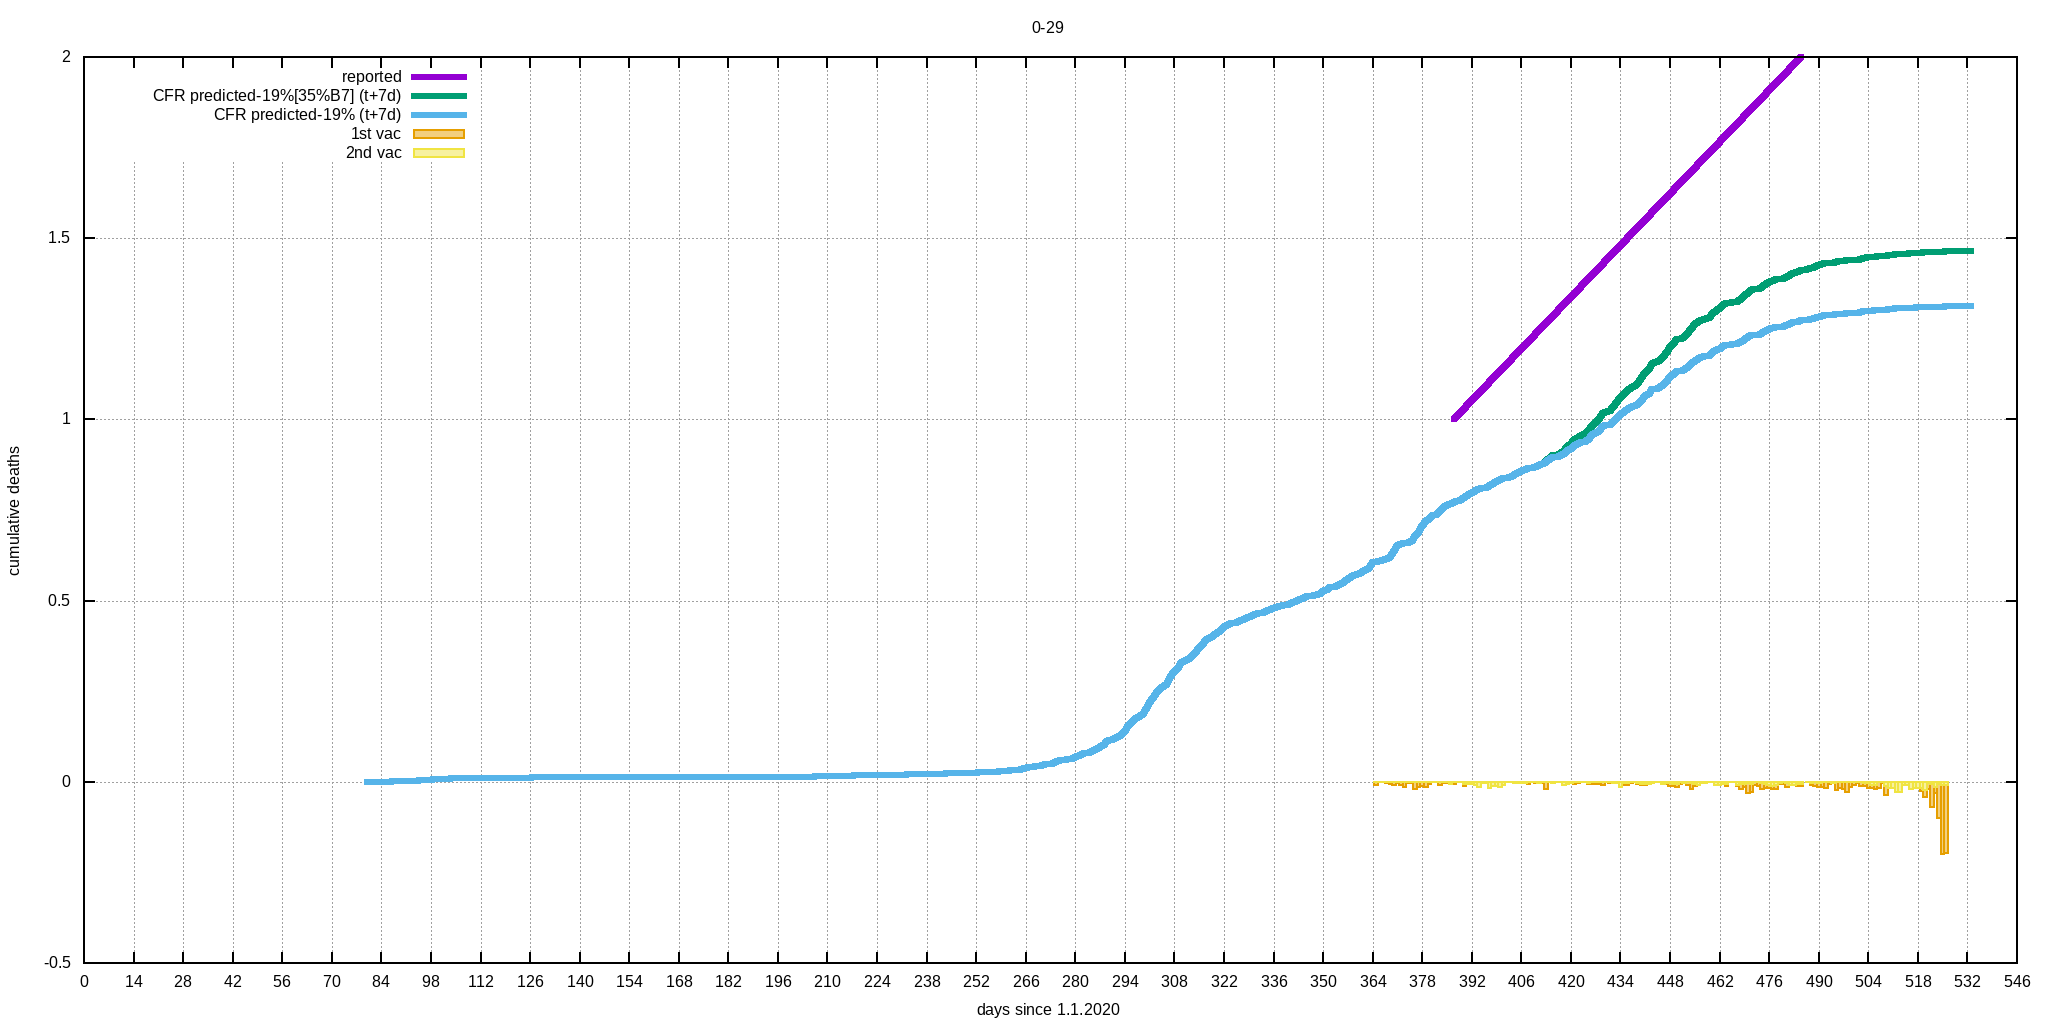 0-29
reported
CFR predicted-19%[35%B7] (t+7d)
CFR predicted-19% (t+7d)
1st vac
2nd vac
2
1.5
1
0.5
0
-0.5
cumulative deaths
0 14 28 42 56 70 84 98 112 126 140 154 168 182 196 210 224 238 252 266 280 294 308 322 336 350 364 378 392 406 420 434 448 462 476 490 504 518 532 546
days since 1.1.2020